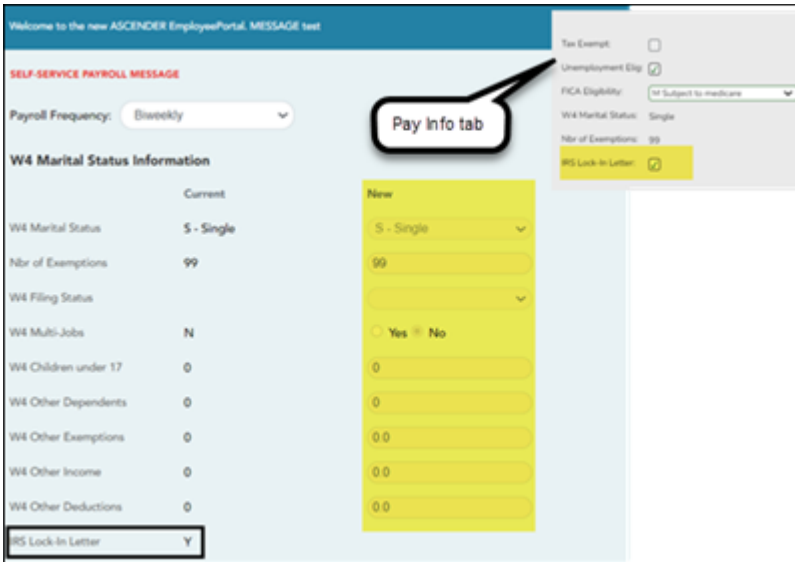 Welcome to the new ASCENDER EmployeePortal. MESSAGE test
SELF-SERVICE PAYROLL MESSAGE
Payroll Frequency: Biweekly
W4 Marital Status Information
Current New
W4 Marital Status S - Single S - Single
Nbr of Exemptions 99 99
W4 Filing Status
W4 Multi-Jobs N Yes No
W4 Children under 17 0 0
W4 Other Dependents 0 0
W4 Other Exemptions 0 0.0
W4 Other Income 0 0.0
W4 Other Deductions 0 0.0
IRS Lock-In Letter Y
Pay Info tab
Tax Exempt:
Unemployment Elig:
FICA Eligibility: M Subject to medicare
W4 Marital Status: Single
Nbr of Exemptions: 99
IRS Lock-In Letter: